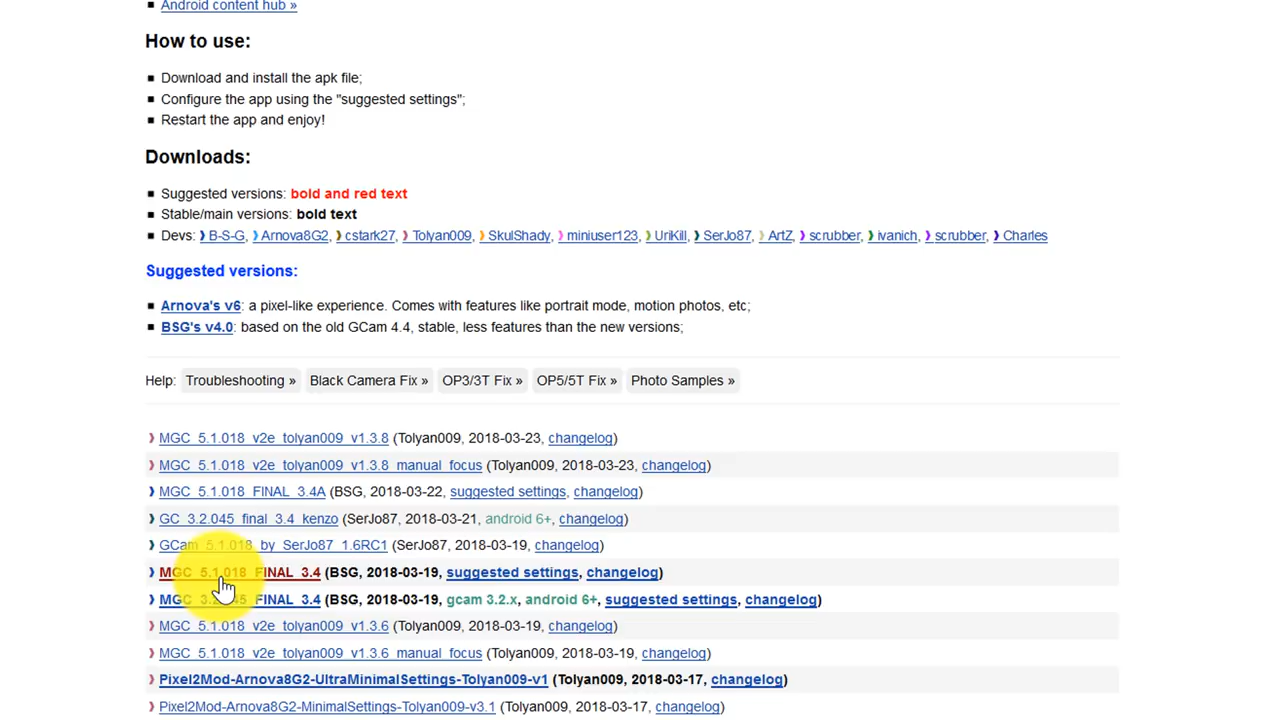 Android content hub »
How to use:
Download and install the apk file;
Configure the app using the "suggested settings";
Restart the app and enjoy!
Downloads:
Suggested versions: bold and red text
Stable/main versions: bold text
Devs: B-S-G, Arnova8G2, cstark27, Tolyan009, SkulShady, miniuser123, UriKill, SerJo87, ArtZ, scrubber, ivanich, scrubber, Charles
Suggested versions:
Arnova's v6: a pixel-like experience. Comes with features like portrait mode, motion photos, etc;
BSG's v4.0: based on the old GCam 4.4, stable, less features than the new versions;
Help: Troubleshooting » Black Camera Fix » OP3/3T Fix » OP5/5T Fix » Photo Samples »
MGC_5.1.018_v2e_tolyan009_v1.3.8 (Tolyan009, 2018-03-23, changelog)
MGC_5.1.018_v2e_tolyan009_v1.3.8_manual_focus (Tolyan009, 2018-03-23, changelog)
MGC_5.1.018_FINAL_3.4A (BSG, 2018-03-22, suggested settings, changelog)
GC_3.2.045_final_3.4_kenzo (SerJo87, 2018-03-21, android 6+, changelog)
GCam_5.1.018_by_SerJo87_1.6RC1 (SerJo87, 2018-03-19, changelog)
MGC_5.1.018_FINAL_3.4 (BSG, 2018-03-19, suggested settings, changelog)
MGC_3.2.045_FINAL_3.4 (BSG, 2018-03-19, gcam 3.2.x, android 6+, suggested settings, changelog)
MGC_5.1.018_v2e_tolyan009_v1.3.6 (Tolyan009, 2018-03-19, changelog)
MGC_5.1.018_v2e_tolyan009_v1.3.6_manual_focus (Tolyan009, 2018-03-19, changelog)
Pixel2Mod-Arnova8G2-UltraMinimalSettings-Tolyan009-v1 (Tolyan009, 2018-03-17, changelog)
Pixel2Mod-Arnova8G2-MinimalSettings-Tolyan009-v3.1 (Tolyan009, 2018-03-17, changelog)